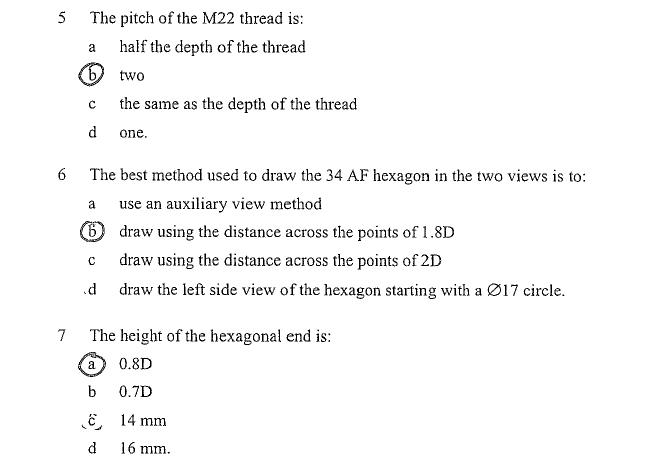 5 The pitch of the M22 thread is:
a half the depth of the thread
b two
c the same as the depth of the thread
d one.
6 The best method used to draw the 34 AF hexagon in the two views is to:
a use an auxiliary view method
b draw using the distance across the points of 1.8D
c draw using the distance across the points of 2D
.d draw the left side view of the hexagon starting with a Ø17 circle.
7 The height of the hexagonal end is:
a 0.8D
b 0.7D
c 14 mm
d 16 mm.